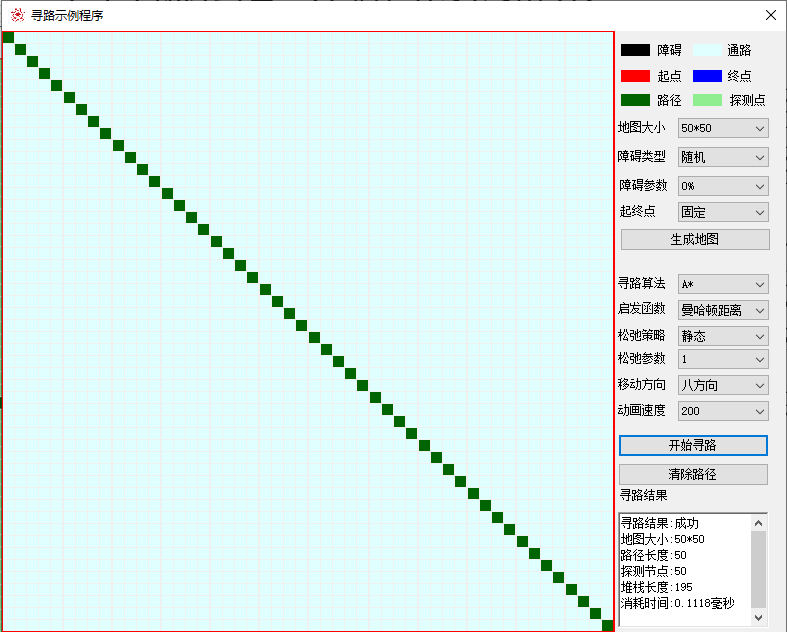 寻路示例程序
障碍 通路
起点 终点
路径 探测点
地图大小 50*50
障碍类型 随机
障碍参数 0%
起终点 固定
生成地图
寻路算法 A*
启发函数 曼哈顿距离
松弛策略 静态
松弛参数 1
移动方向 八方向
动画速度 200
开始寻路
清除路径
寻路结果
寻路结果:成功
地图大小:50*50
路径长度:50
探测节点:50
堆栈长度:195
消耗时间:0.1118毫秒